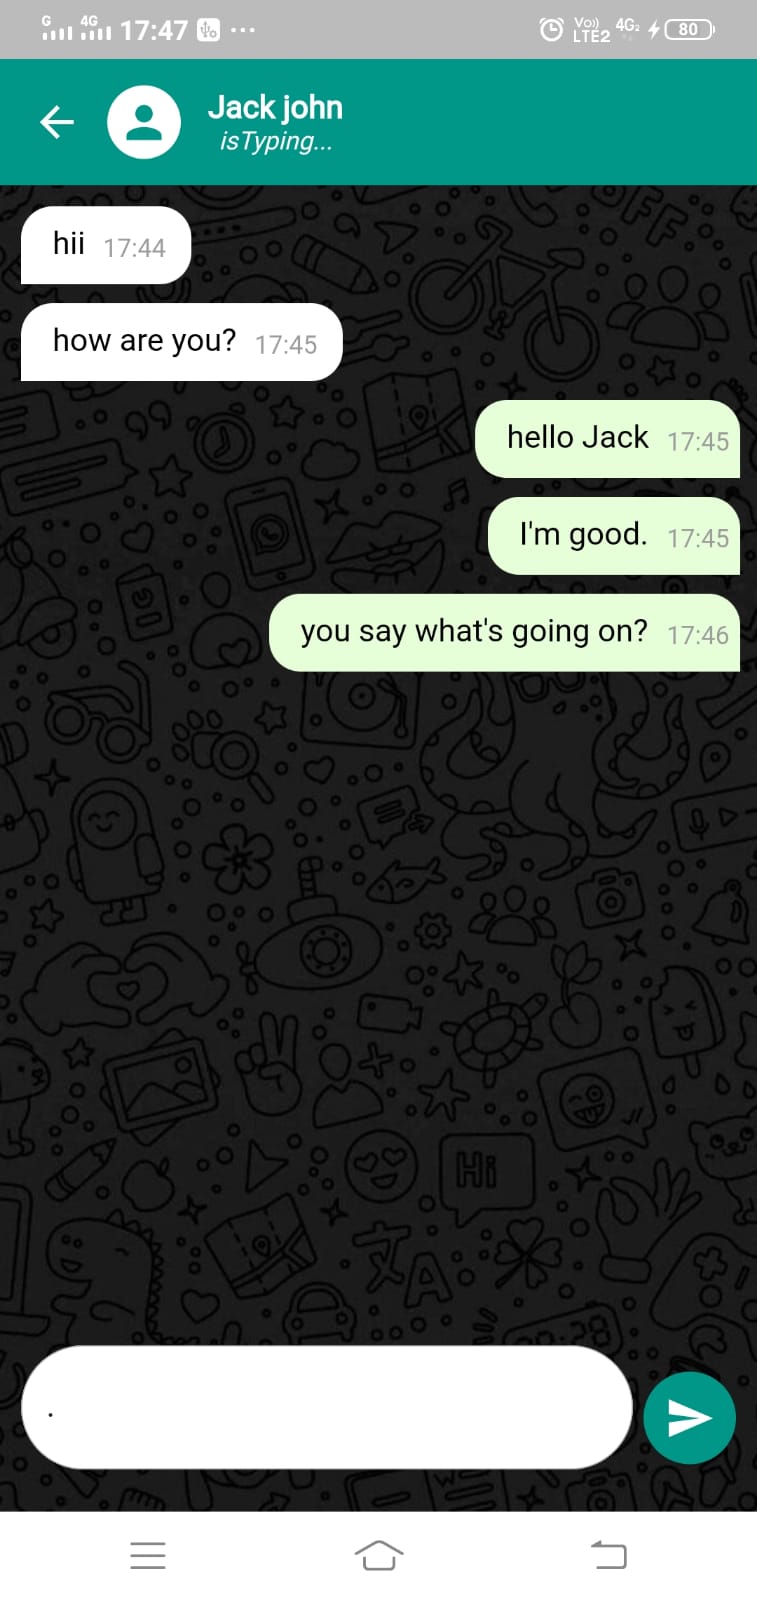 G 4G 17:47 ... Vo)) LTE2 4G2 80
Jack john
isTyping...
hii 17:44
how are you? 17:45
hello Jack 17:45
I'm good. 17:45
you say what's going on? 17:46
Hi
.